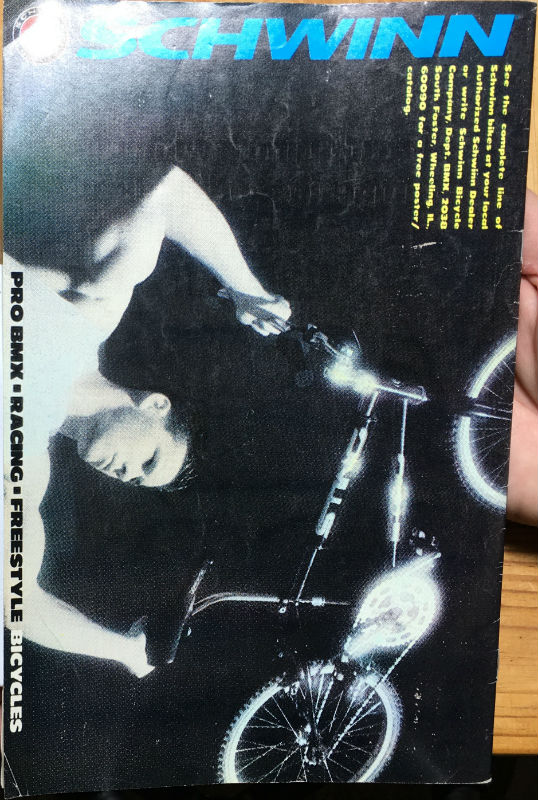 SCHWINN
See the complete line of
Schwinn bikes at your local
Authorized Schwinn Dealer
or write Schwinn Bicycle
Company, Dept. BMX, 2038
South Foster, Wheeling, IL.
60090 for a free poster/
catalog.
PRO BMX ▪ RACING ▪ FREESTYLE BICYCLES